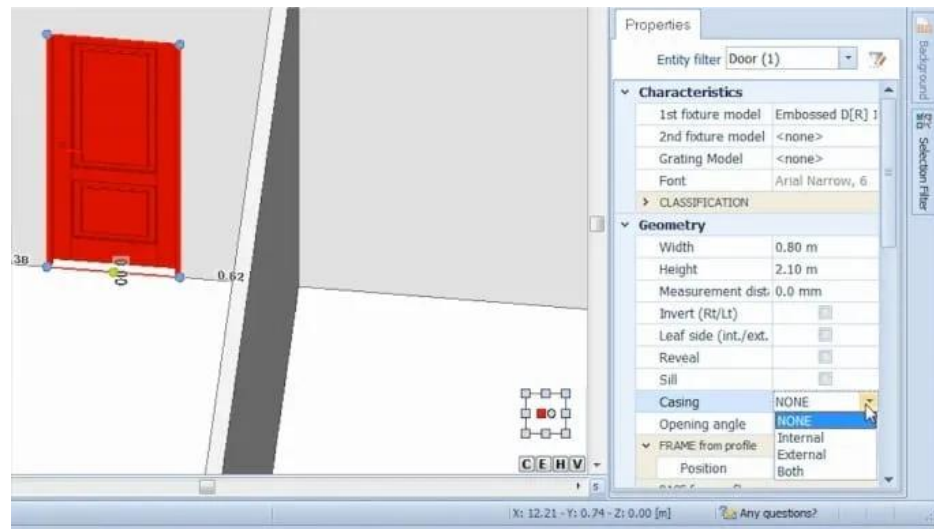 Properties
Entity filter Door (1)
Characteristics
1st fixture model Embossed D[R] 1
2nd fixture model <none>
Grating Model <none>
Font Arial Narrow, 6
CLASSIFICATION
Geometry
Width 0.80 m
Height 2.10 m
Measurement dist. 0.0 mm
Invert (Rt/Lt)
Leaf side (int./ext.
Reveal
Sill
Casing NONE
NONE
Opening angle
Internal
FRAME from profile
External
Position
Both
Background
Selection Filter
38
0.62
C E H V
s
X: 12.21 - Y: 0.74 - Z: 0.00 [m]
Any questions?